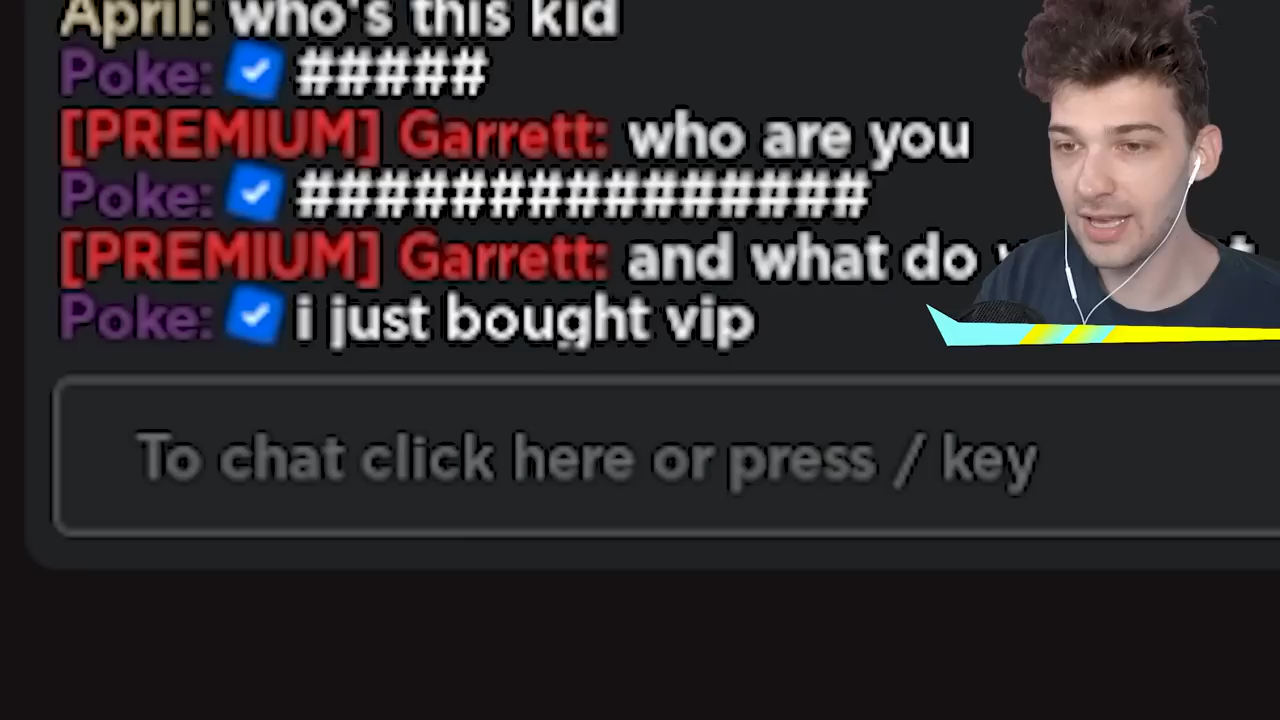 April: who's this kid
Poke: #####
[PREMIUM] Garrett: who are you
Poke: ###############
[PREMIUM] Garrett: and what do
Poke: i just bought vip
To chat click here or press / key